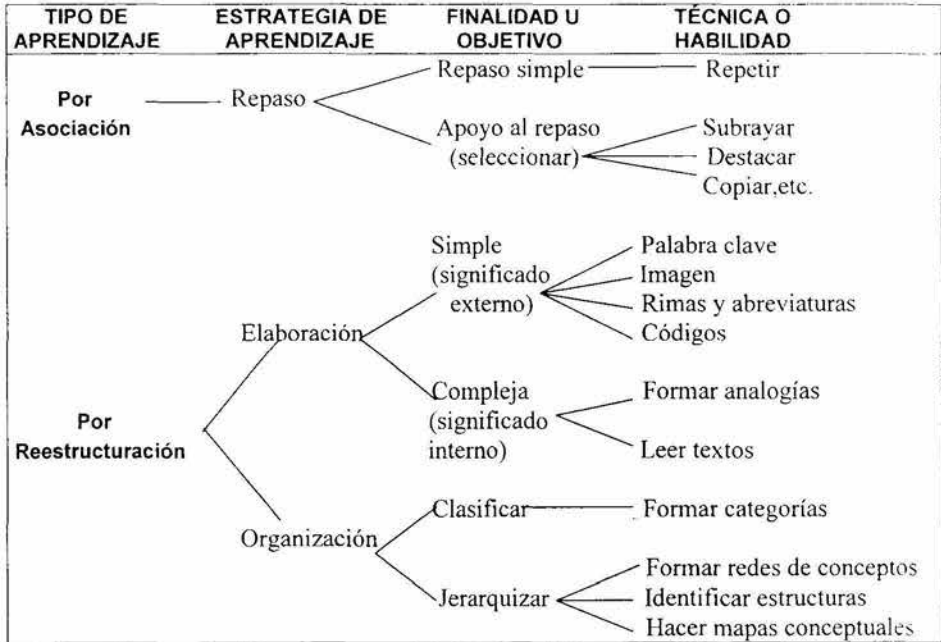 TIPO DE ESTRATEGIA DE FINALIDAD U TÉCNICA O
APRENDIZAJE APRENDIZAJE OBJETIVO HABILIDAD
Repaso simple Repetir
Por Repaso
Asociación
Apoyo al repaso Subrayar
(seleccionar) Destacar
Copiar,etc.
Simple Palabra clave
(significado Imagen
externo) Rimas y abreviaturas
Elaboración Códigos
Compleja Formar analogías
Por (significado
Reestructuración interno) Leer textos
Clasificar Formar categorías
Organización
Formar redes de conceptos
Jerarquizar Identificar estructuras
Hacer mapas conceptuales